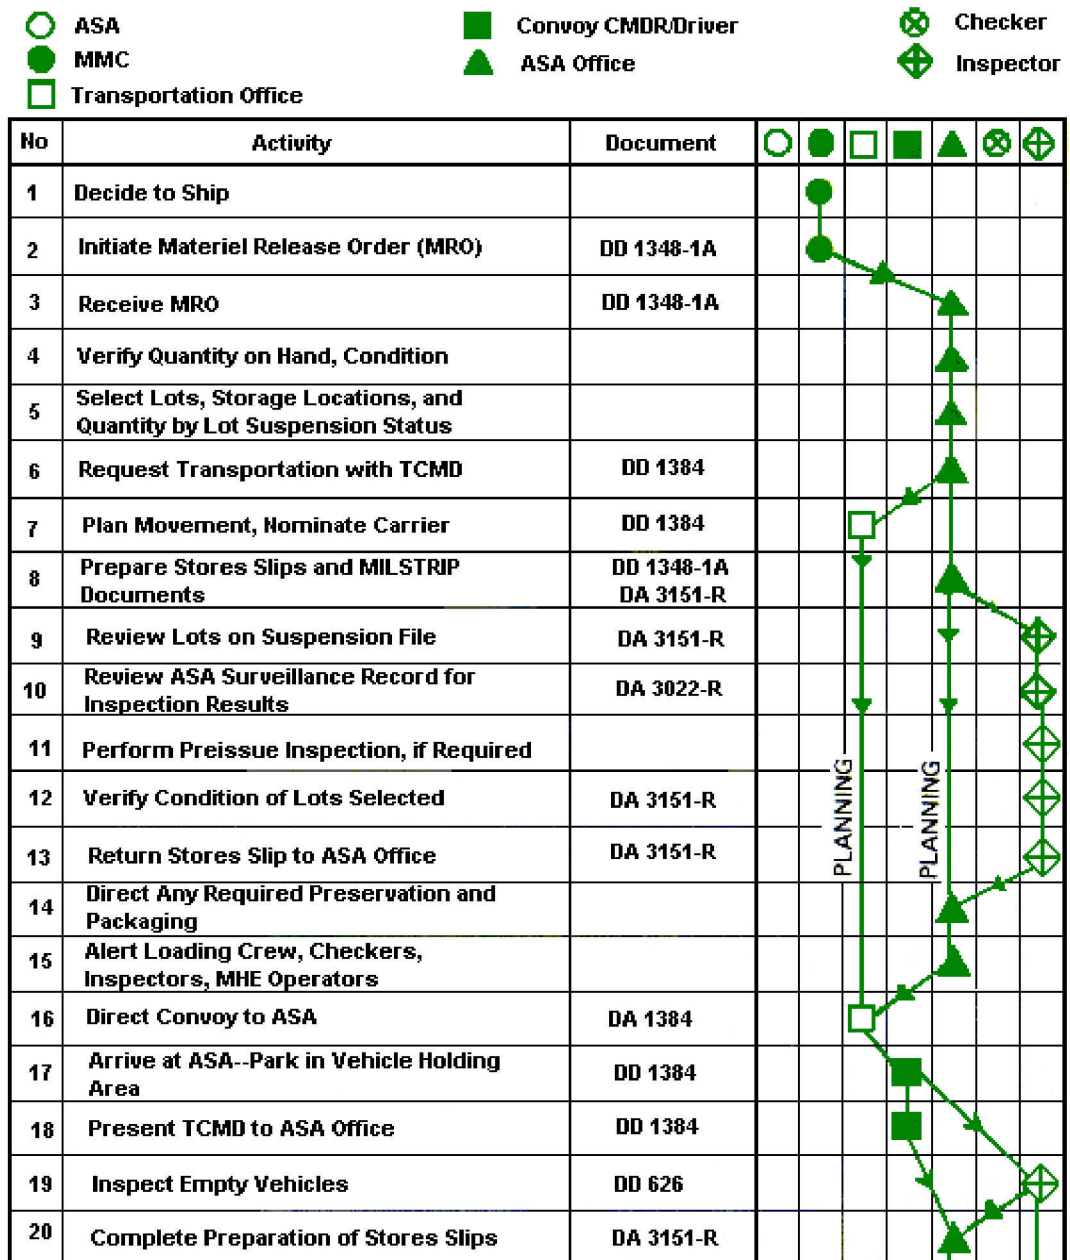 ASA
Convoy CMDR/Driver
Checker
MMC
ASA Office
Inspector
Transportation Office
No Activity Document
1 Decide to Ship
2 Initiate Materiel Release Order (MRO) DD 1348-1A
3 Receive MRO DD 1348-1A
4 Verify Quantity on Hand, Condition
5 Select Lots, Storage Locations, and
Quantity by Lot Suspension Status
6 Request Transportation with TCMD DD 1384
7 Plan Movement, Nominate Carrier DD 1384
8 Prepare Stores Slips and MILSTRIP DD 1348-1A
Documents DA 3151-R
9 Review Lots on Suspension File DA 3151-R
10 Review ASA Surveillance Record for DA 3022-R
Inspection Results
11 Perform Preissue Inspection, if Required
12 Verify Condition of Lots Selected DA 3151-R
13 Return Stores Slip to ASA Office DA 3151-R
PLANNING
PLANNING
14 Direct Any Required Preservation and
Packaging
15 Alert Loading Crew, Checkers,
Inspectors, MHE Operators
16 Direct Convoy to ASA DA 1384
17 Arrive at ASA--Park in Vehicle Holding DD 1384
Area
18 Present TCMD to ASA Office DD 1384
19 Inspect Empty Vehicles DD 626
20 Complete Preparation of Stores Slips DA 3151-R